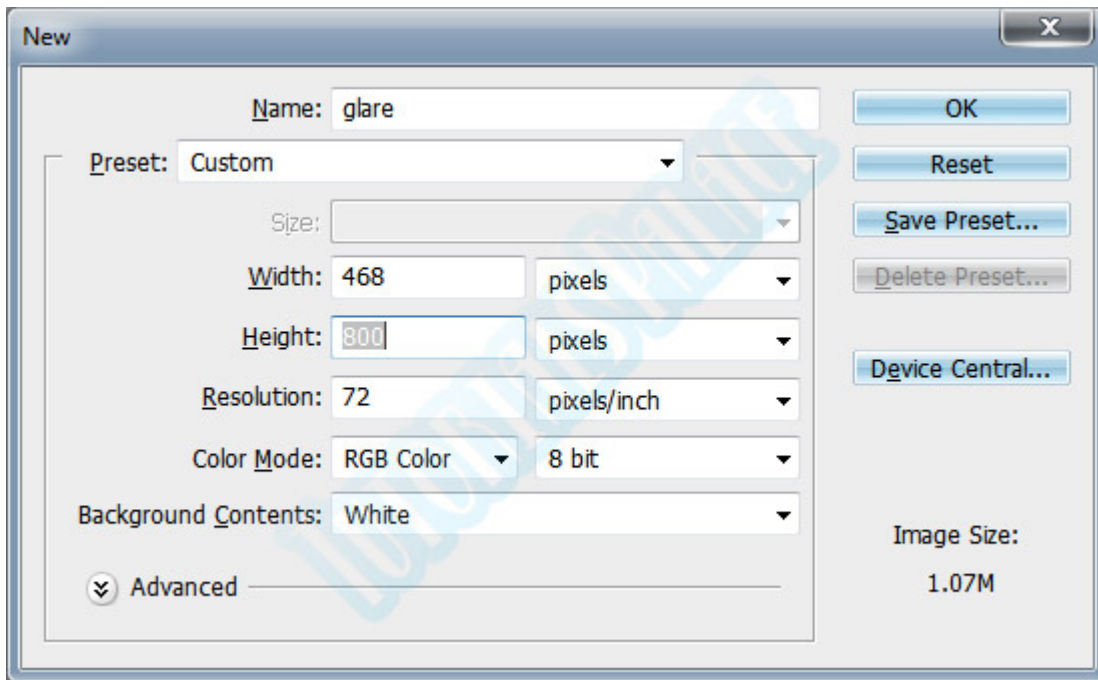 New
x
Name: glare
OK
Preset: Custom
Reset
Size:
Save Preset...
Width: 468 pixels
Delete Preset...
Height: 800 pixels
Device Central...
Resolution: 72 pixels/inch
Color Mode: RGB Color 8 bit
Background Contents: White
Image Size:
1.07M
Advanced